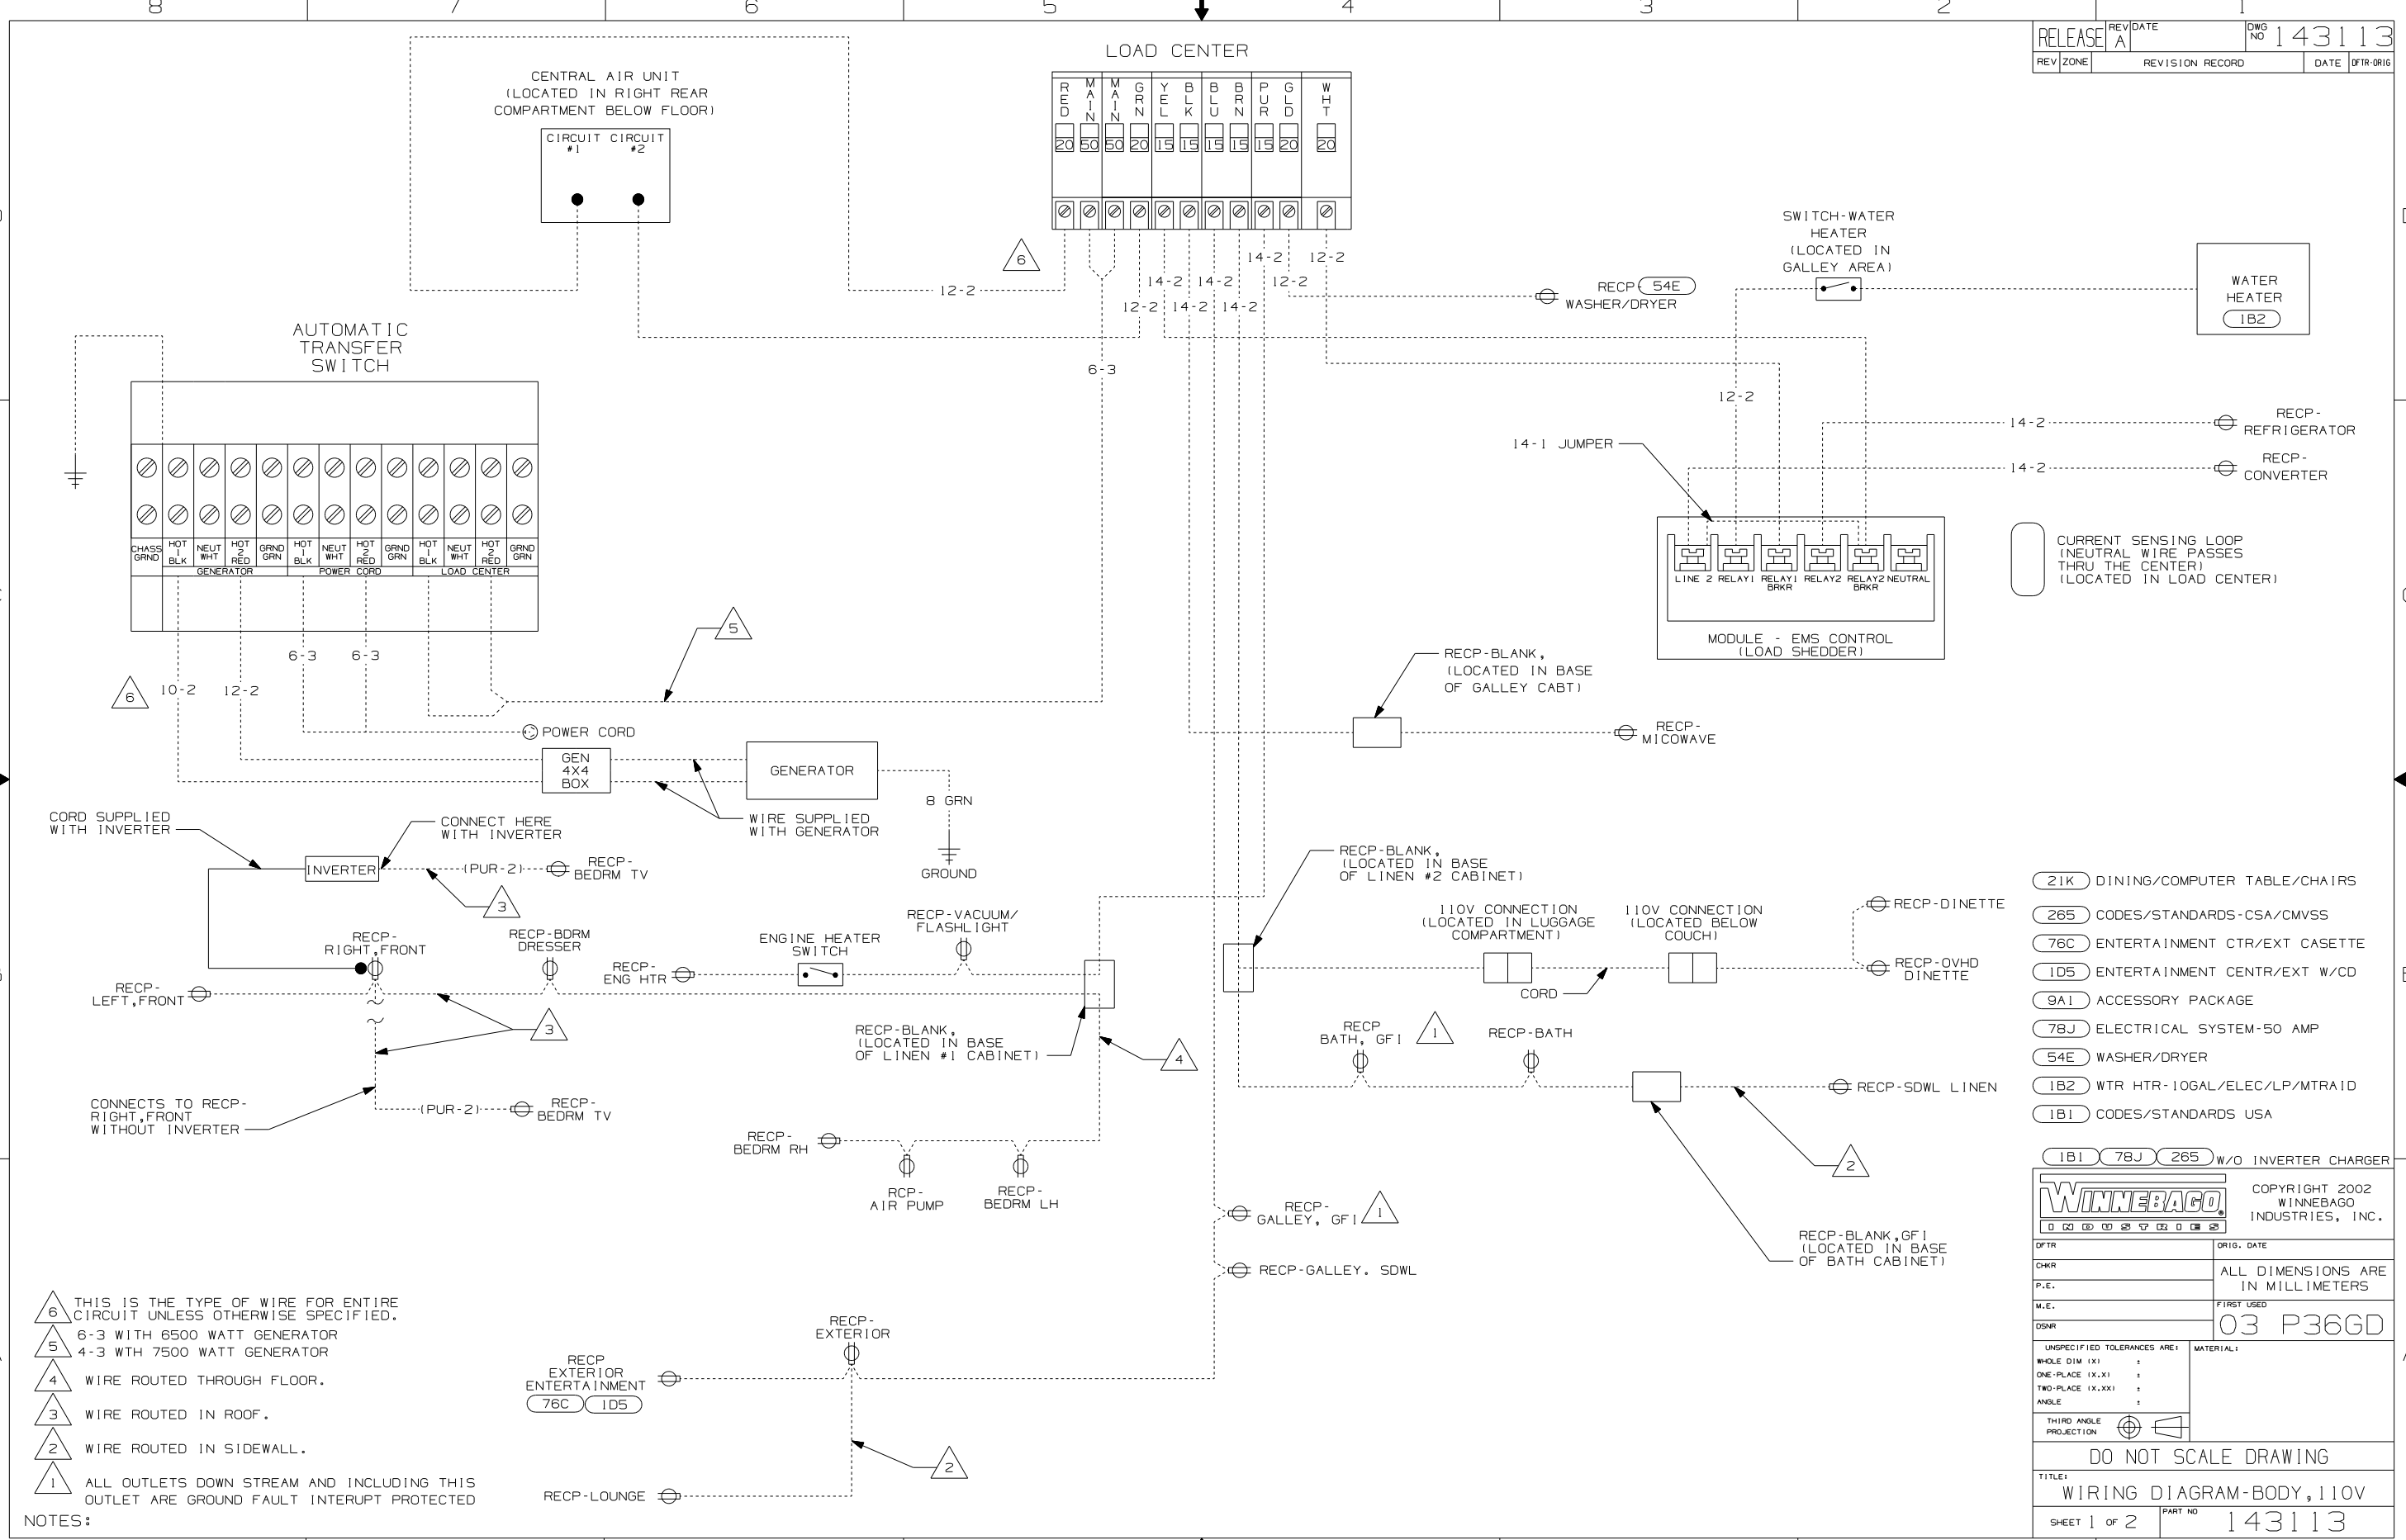 8 7 6 5 4 3 2 1
RELEASE
REV
A
DATE
DWG
NO
143113
REV ZONE REVISION RECORD DATE DFTR-ORIG
LOAD CENTER
RED MAIN MAIN GRN YEL BLK BLU BRN PUR GLD WHT
20 50 50 20 15 15 15 15 15 20 20
CENTRAL AIR UNIT
(LOCATED IN RIGHT REAR
COMPARTMENT BELOW FLOOR)
CIRCUIT CIRCUIT
#1 #2
6
12-2
14-2 12-2
14-2 14-2 12-2
12-2 14-2 14-2
6-3
RECP- 54E
WASHER/DRYER
SWITCH-WATER
HEATER
(LOCATED IN
GALLEY AREA)
WATER
HEATER
1B2
12-2
14-2
RECP-
REFRIGERATOR
14-2
RECP-
CONVERTER
14-1 JUMPER
LINE 2 RELAY1 RELAY1 BRKR RELAY2 RELAY2 BRKR NEUTRAL
MODULE - EMS CONTROL
(LOAD SHEDDER)
CURRENT SENSING LOOP
(NEUTRAL WIRE PASSES
THRU THE CENTER)
(LOCATED IN LOAD CENTER)
AUTOMATIC
TRANSFER
SWITCH
CHASS GRND
HOT 1 BLK NEUT WHT HOT 2 RED GRND GRN
HOT 1 BLK NEUT WHT HOT 2 RED GRND GRN
HOT 1 BLK NEUT WHT HOT 2 RED GRND GRN
GENERATOR POWER CORD LOAD CENTER
5
6-3 6-3
6
10-2 12-2
POWER CORD
GEN
4X4
BOX
GENERATOR
8 GRN
GROUND
WIRE SUPPLIED
WITH GENERATOR
RECP-BLANK,
(LOCATED IN BASE
OF GALLEY CABT)
RECP-
MICOWAVE
CORD SUPPLIED
WITH INVERTER
CONNECT HERE
WITH INVERTER
INVERTER
(PUR-2)
RECP-
BEDRM TV
3
RECP-
RIGHT,FRONT
RECP-BDRM
DRESSER
RECP-
LEFT,FRONT
RECP-
ENG HTR
ENGINE HEATER
SWITCH
RECP-VACUUM/
FLASHLIGHT
3
RECP-BLANK,
(LOCATED IN BASE
OF LINEN #1 CABINET)
4
CONNECTS TO RECP-
RIGHT,FRONT
WITHOUT INVERTER
(PUR-2)
RECP-
BEDRM TV
RECP-
BEDRM RH
RCP-
AIR PUMP
RECP-
BEDRM LH
RECP-BLANK,
(LOCATED IN BASE
OF LINEN #2 CABINET)
110V CONNECTION
(LOCATED IN LUGGAGE
COMPARTMENT)
110V CONNECTION
(LOCATED BELOW
COUCH)
CORD
RECP-DINETTE
RECP-OVHD
DINETTE
RECP
BATH, GFI
1
RECP-BATH
RECP-SDWL LINEN
2
RECP-BLANK,GFI
(LOCATED IN BASE
OF BATH CABINET)
RECP-
GALLEY, GFI
1
RECP-GALLEY. SDWL
RECP-
EXTERIOR
RECP
EXTERIOR
ENTERTAINMENT
76C 1D5
2
RECP-LOUNGE
21K DINING/COMPUTER TABLE/CHAIRS
265 CODES/STANDARDS-CSA/CMVSS
76C ENTERTAINMENT CTR/EXT CASETTE
1D5 ENTERTAINMENT CENTR/EXT W/CD
9A1 ACCESSORY PACKAGE
78J ELECTRICAL SYSTEM-50 AMP
54E WASHER/DRYER
1B2 WTR HTR-10GAL/ELEC/LP/MTRAID
1B1 CODES/STANDARDS USA
1B1 78J 265 W/O INVERTER CHARGER
WINNEBAGO
INDUSTRIES
COPYRIGHT 2002
WINNEBAGO
INDUSTRIES, INC.
DFTR
ORIG. DATE
CHKR
ALL DIMENSIONS ARE
IN MILLIMETERS
P.E.
M.E.
FIRST USED
03 P36GD
DSNR
UNSPECIFIED TOLERANCES ARE:
MATERIAL:
WHOLE DIM (X) :
ONE-PLACE (X.X) :
TWO-PLACE (X.XX) :
ANGLE :
THIRD ANGLE
PROJECTION
DO NOT SCALE DRAWING
TITLE:
WIRING DIAGRAM-BODY,110V
SHEET 1 OF 2
PART NO
143113
6 THIS IS THE TYPE OF WIRE FOR ENTIRE
CIRCUIT UNLESS OTHERWISE SPECIFIED.
5 6-3 WITH 6500 WATT GENERATOR
4-3 WTH 7500 WATT GENERATOR
4 WIRE ROUTED THROUGH FLOOR.
3 WIRE ROUTED IN ROOF.
2 WIRE ROUTED IN SIDEWALL.
1 ALL OUTLETS DOWN STREAM AND INCLUDING THIS
OUTLET ARE GROUND FAULT INTERUPT PROTECTED
NOTES: